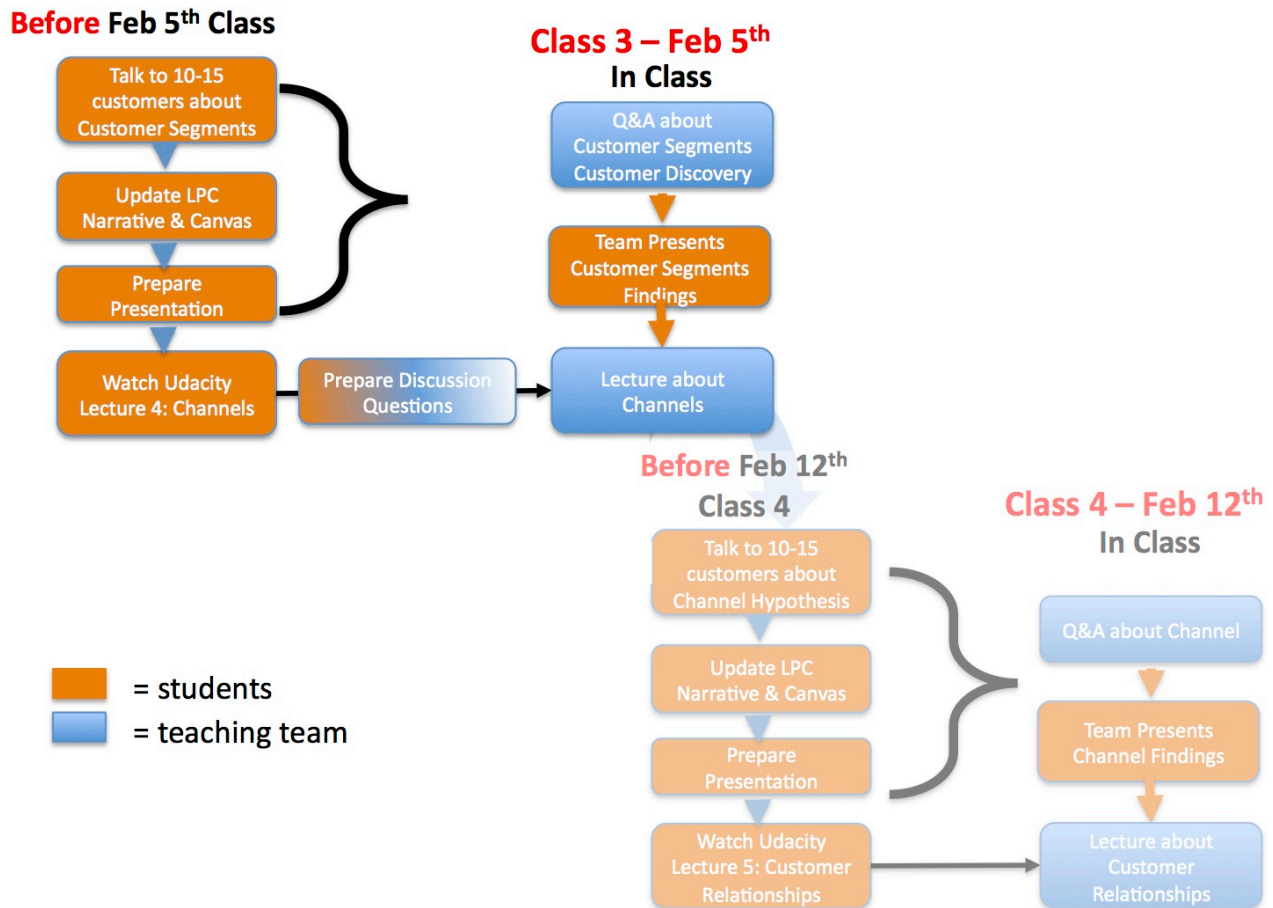 Before Feb 5th Class
Talk to 10-15
customers about
Customer Segments
Update LPC
Narrative & Canvas
Prepare
Presentation
Watch Udacity
Lecture 4: Channels
Prepare Discussion
Questions
Class 3 – Feb 5th
In Class
Q&A about
Customer Segments
Customer Discovery
Team Presents
Customer Segments
Findings
Lecture about
Channels
Before Feb 12th
Class 4
Talk to 10-15
customers about
Channel Hypothesis
Update LPC
Narrative & Canvas
Prepare
Presentation
Watch Udacity
Lecture 5: Customer
Relationships
Class 4 – Feb 12th
In Class
Q&A about Channel
Team Presents
Channel Findings
Lecture about
Customer
Relationships
= students
= teaching team